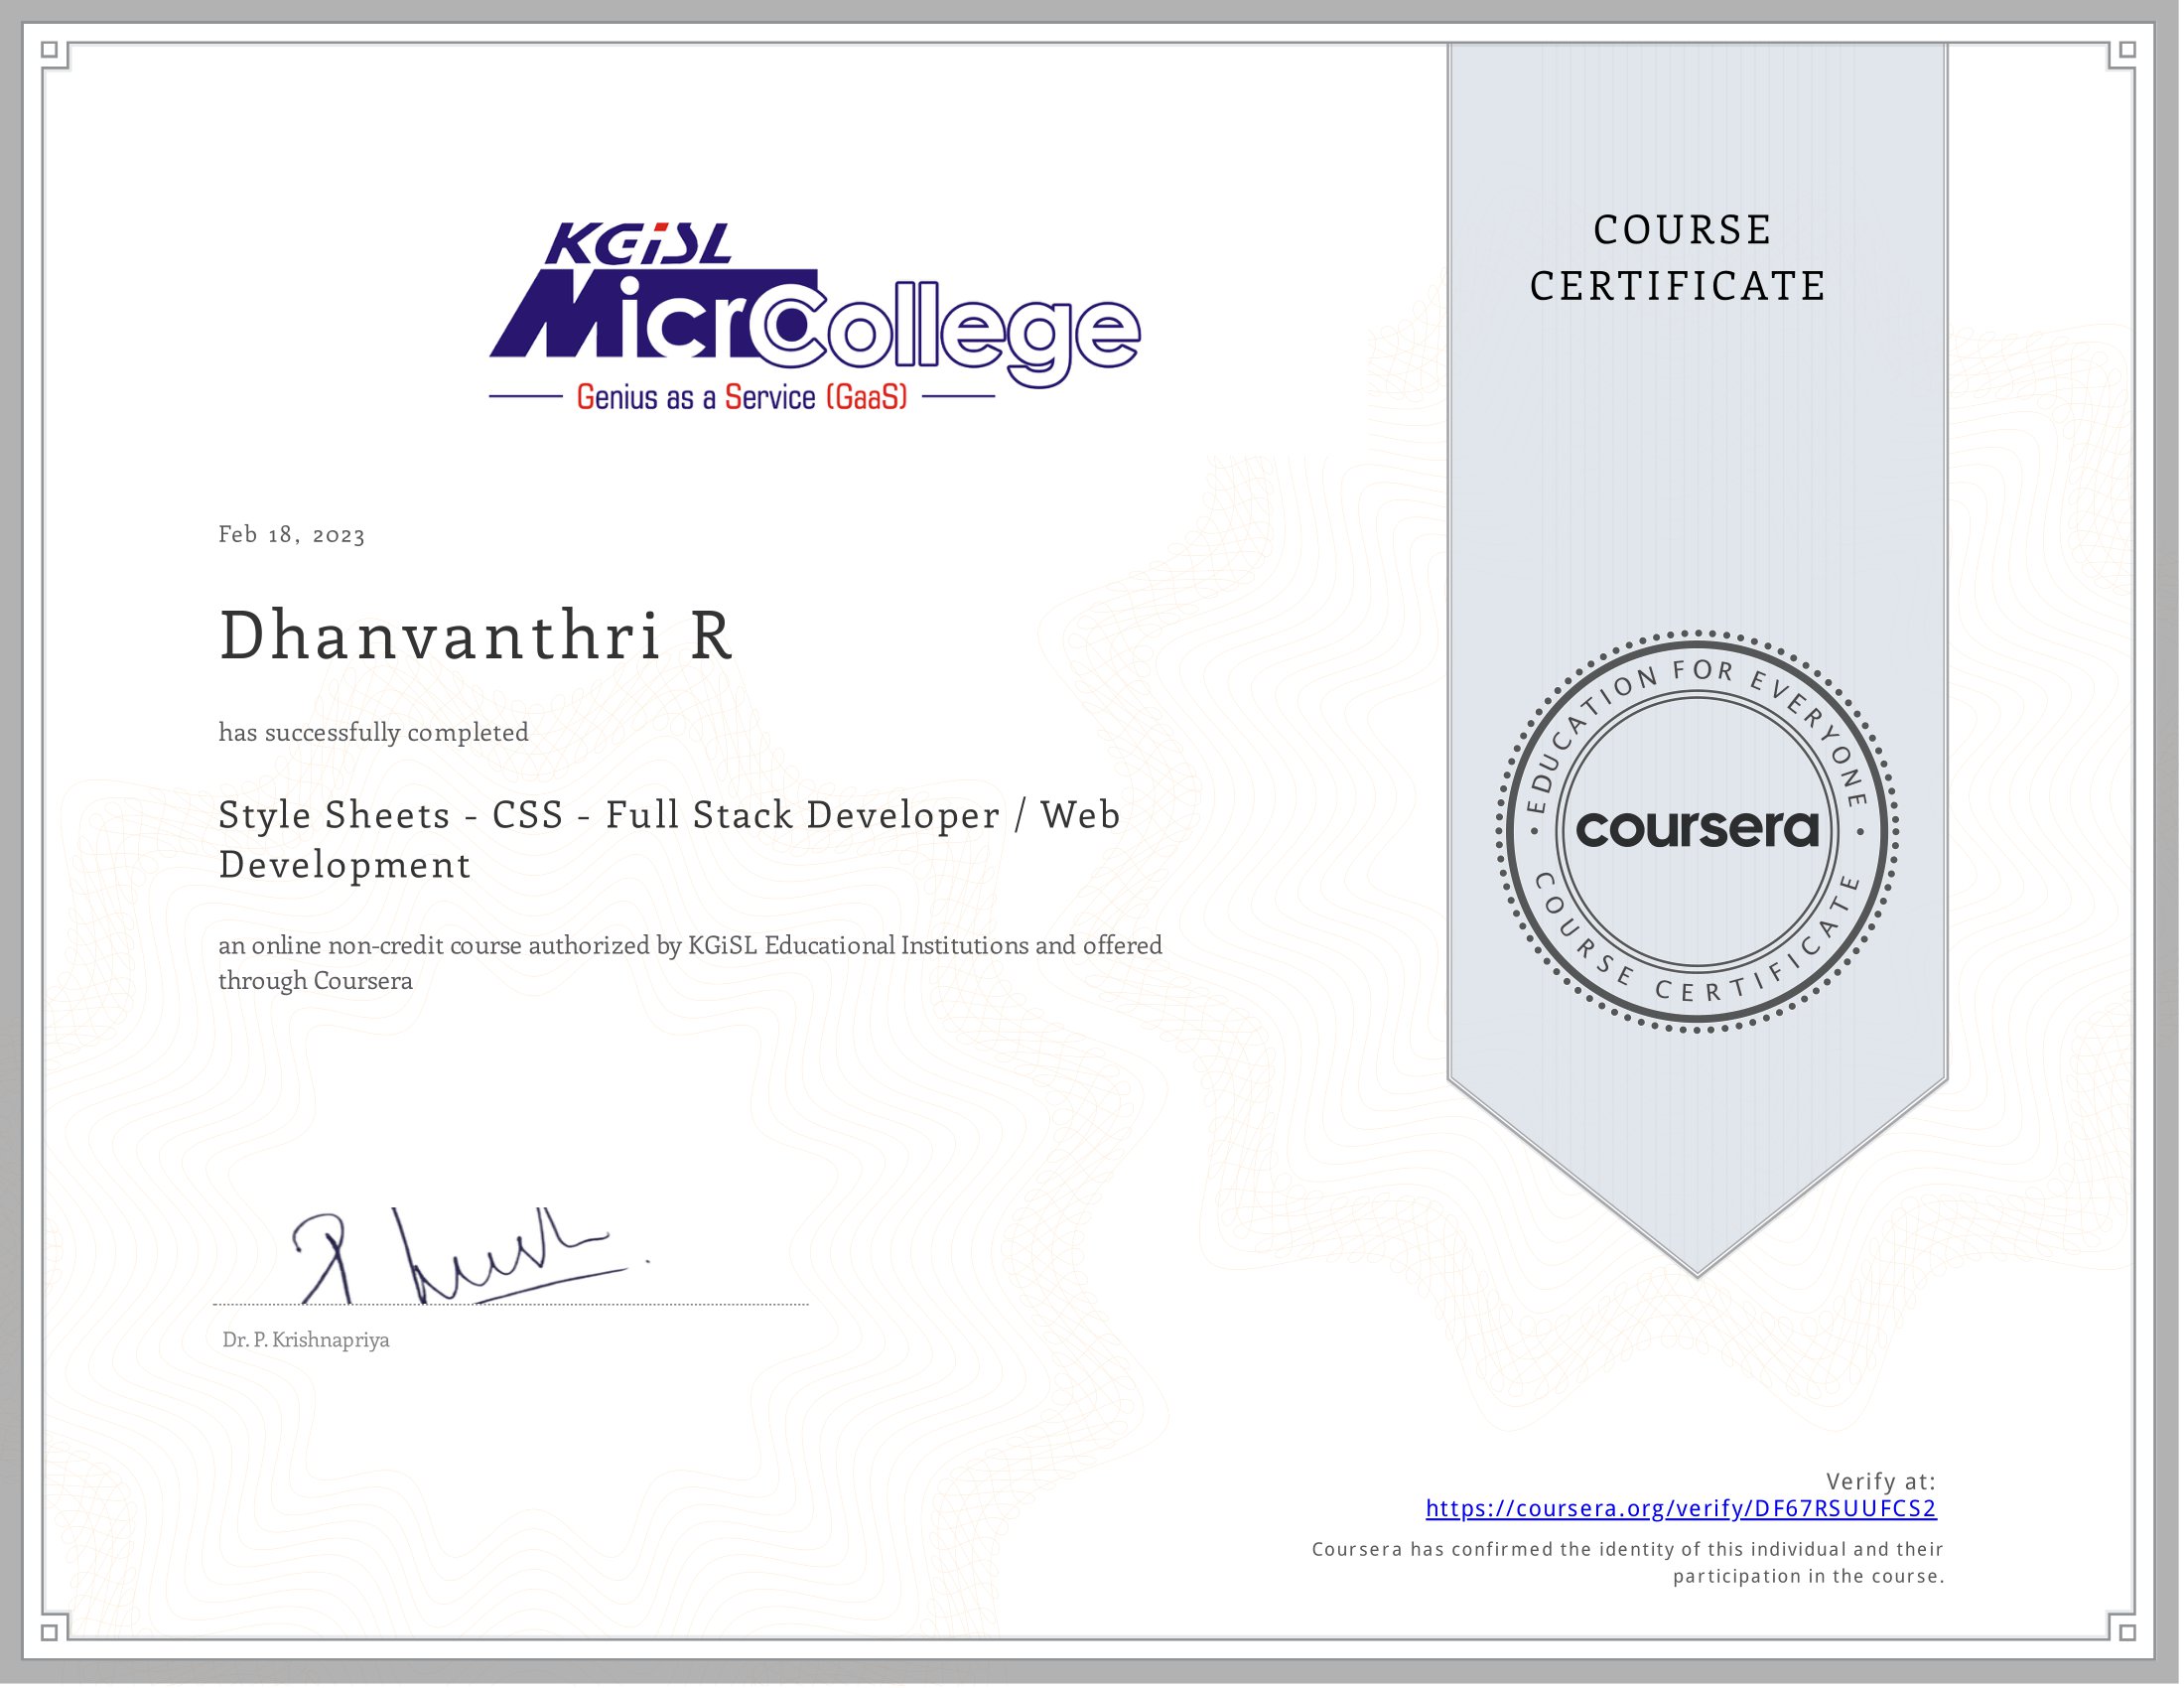 KGiSL
MicroCollege
Genius as a Service (GaaS)
COURSE
CERTIFICATE
Feb 18, 2023
Dhanvanthri R
has successfully completed
Style Sheets - CSS - Full Stack Developer / Web
Development
an online non-credit course authorized by KGiSL Educational Institutions and offered
through Coursera
EDUCATION FOR EVERYONE
coursera
COURSE CERTIFICATE
Dr. P. Krishnapriya
Verify at:
https://coursera.org/verify/DF67RSUUFCS2
Coursera has confirmed the identity of this individual and their
participation in the course.